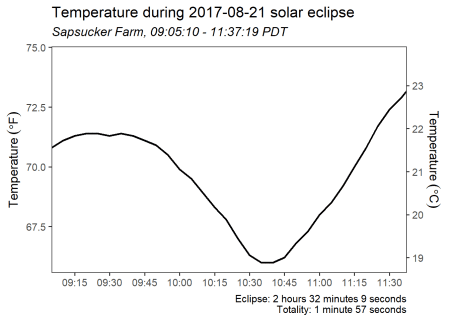 Temperature during 2017-08-21 solar eclipse
Sapsucker Farm, 09:05:10 - 11:37:19 PDT
75.0
72.5
70.0
67.5
Temperature (°F)
23
22
21
20
19
Temperature (°C)
09:15 09:30 09:45 10:00 10:15 10:30 10:45 11:00 11:15 11:30
Eclipse: 2 hours 32 minutes 9 seconds
Totality: 1 minute 57 seconds